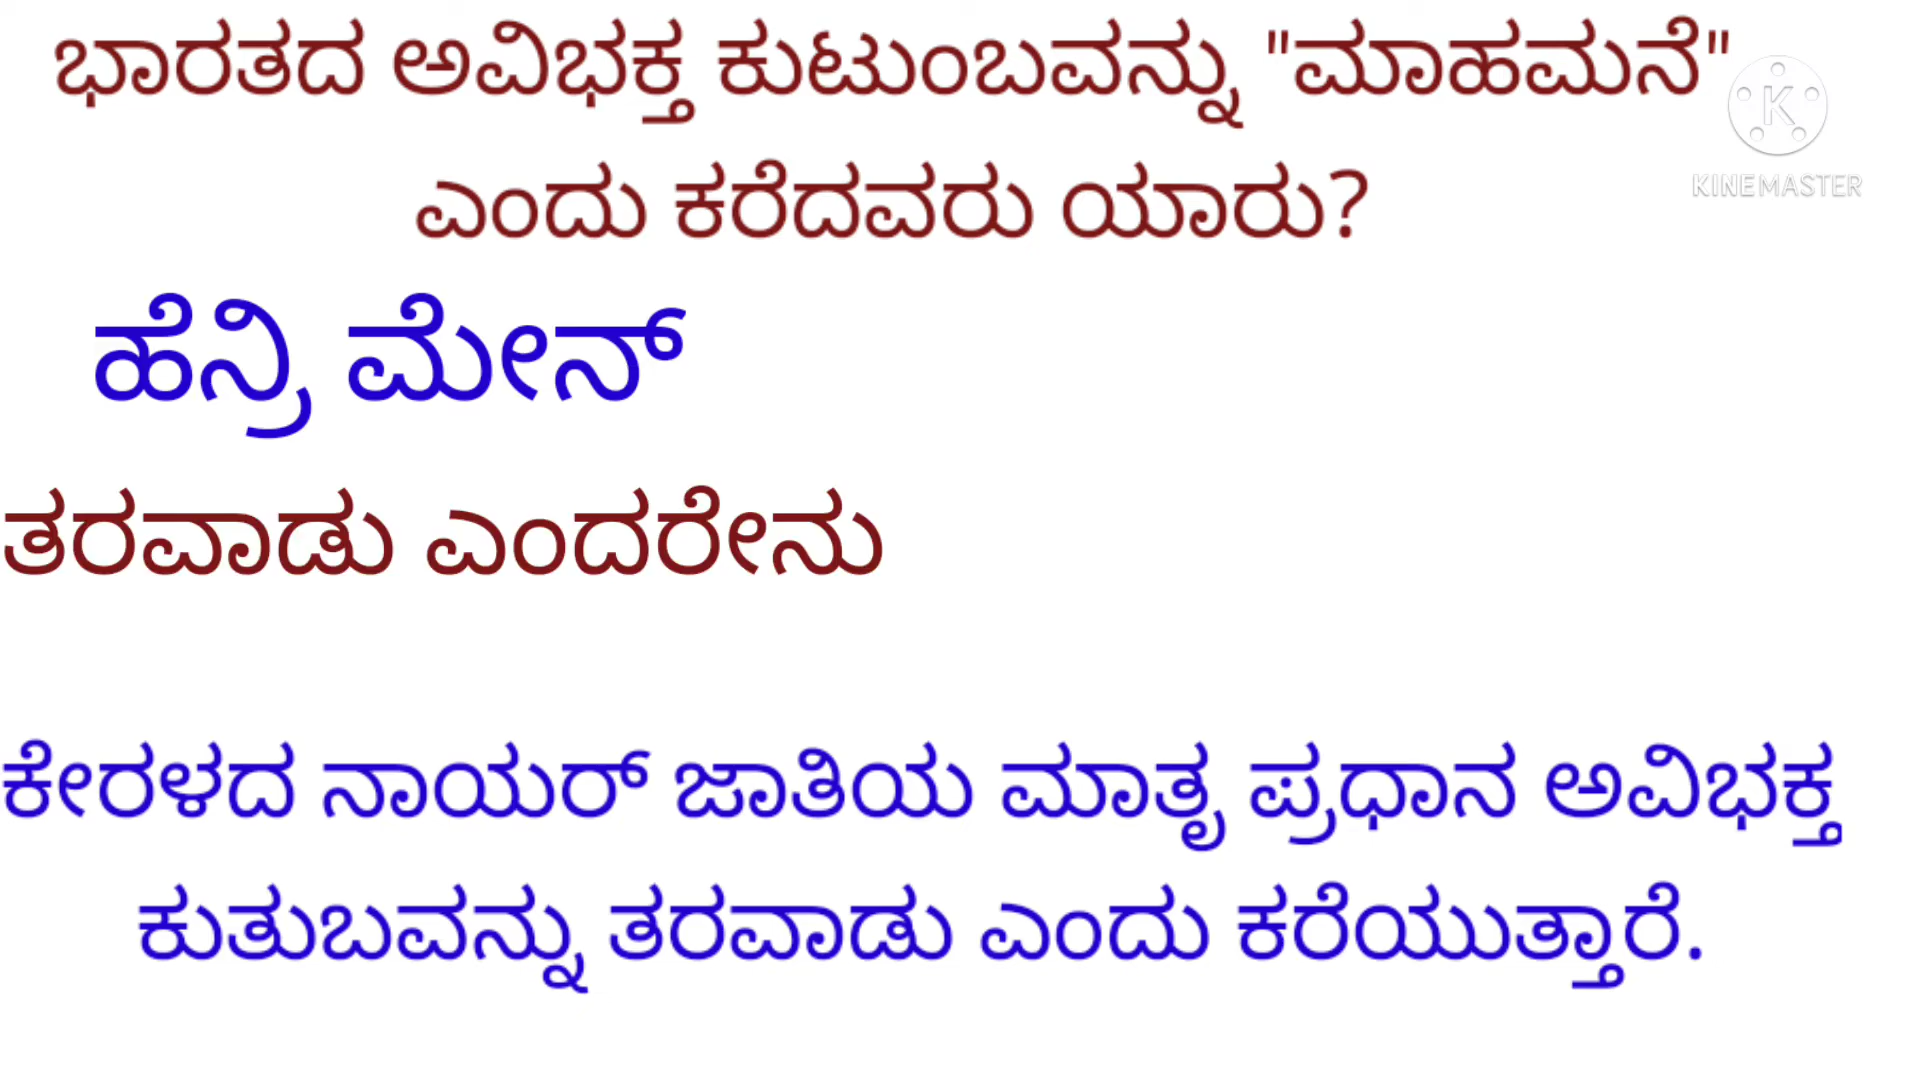 ಭಾರತದ ಅವಿಭಕ್ತ ಕುಟುಂಬವನ್ನು "ಮಾಹಮನೆ"
ಎಂದು ಕರೆದವರು ಯಾರು?
KINEMASTER
ಹೆನ್ರಿ ಮೇನ್
ತರವಾಡು ಎಂದರೇನು
ಕೇರಳದ ನಾಯರ್ ಜಾತಿಯ ಮಾತೃ ಪ್ರಧಾನ ಅವಿಭಕ್ತ
ಕುತುಬವನ್ನು ತರವಾಡು ಎಂದು ಕರೆಯುತ್ತಾರೆ.